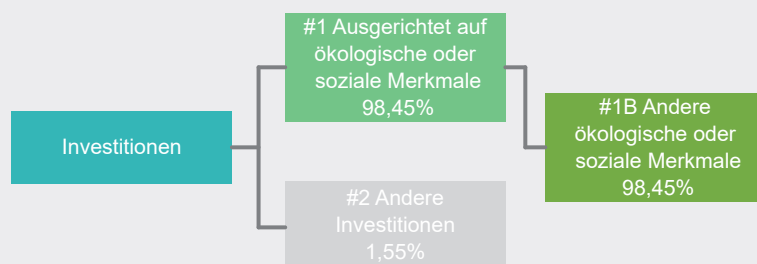 Investitionen
#1 Ausgerichtet auf
ökologische oder
soziale Merkmale
98,45%
#2 Andere
Investitionen
1,55%
#1B Andere
ökologische oder
soziale Merkmale
98,45%